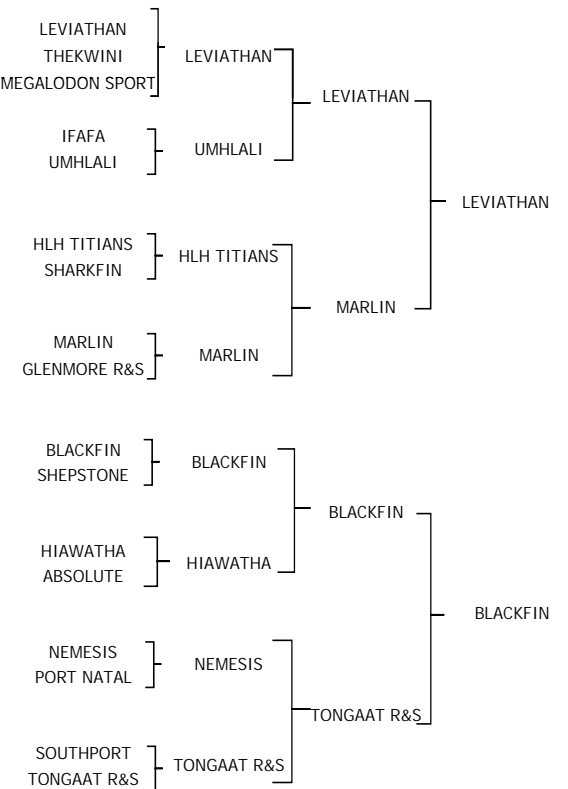 LEVIATHAN
THEKWINI
MEGALODON SPORT
IFAFA
UMHLALI
HLH TITIANS
SHARKFIN
MARLIN
GLENMORE R&S
BLACKFIN
SHEPSTONE
HIAWATHA
ABSOLUTE
NEMESIS
PORT NATAL
SOUTHPORT
TONGAAT R&S
LEVIATHAN
UMHLALI
HLH TITIANS
MARLIN
BLACKFIN
HIAWATHA
NEMESIS
TONGAAT R&S
LEVIATHAN
MARLIN
BLACKFIN
TONGAAT R&S
LEVIATHAN
BLACKFIN